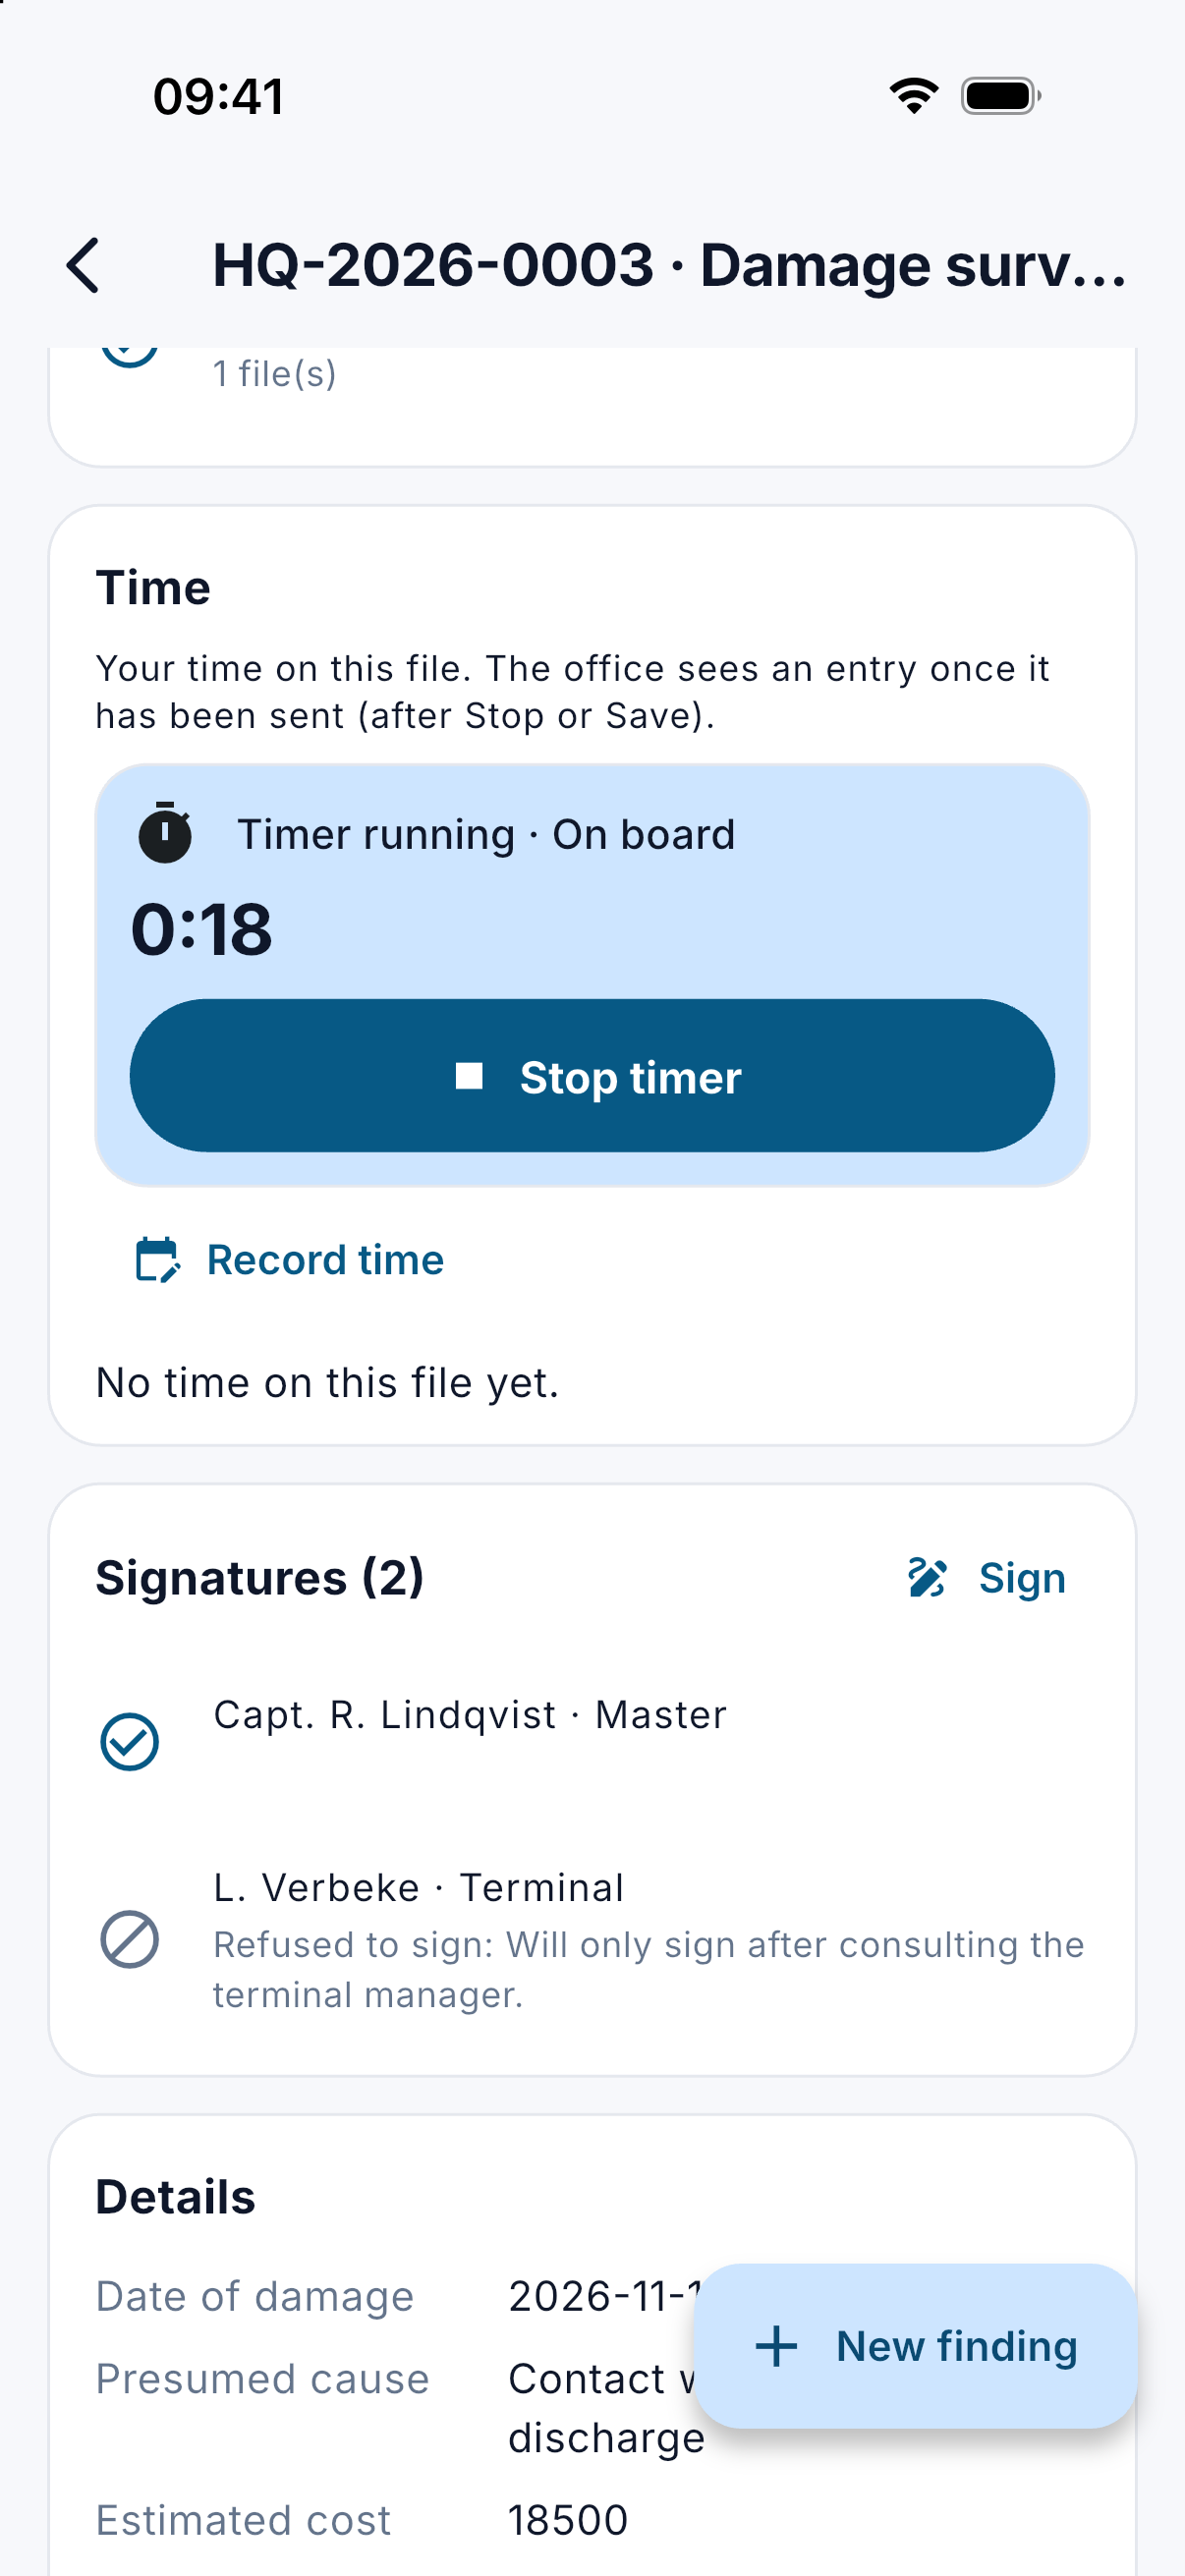 09:41
HQ-2026-0003 · Damage surv...
1 file(s)
Time
Your time on this file. The office sees an entry once it
has been sent (after Stop or Save).
Timer running · On board
0:18
Stop timer
Record time
No time on this file yet.
Signatures (2)
Sign
Capt. R. Lindqvist · Master
L. Verbeke · Terminal
Refused to sign: Will only sign after consulting the
terminal manager.
Details
Date of damage
2026-11-1
New finding
Presumed cause
Contact
discharge
Estimated cost
18500